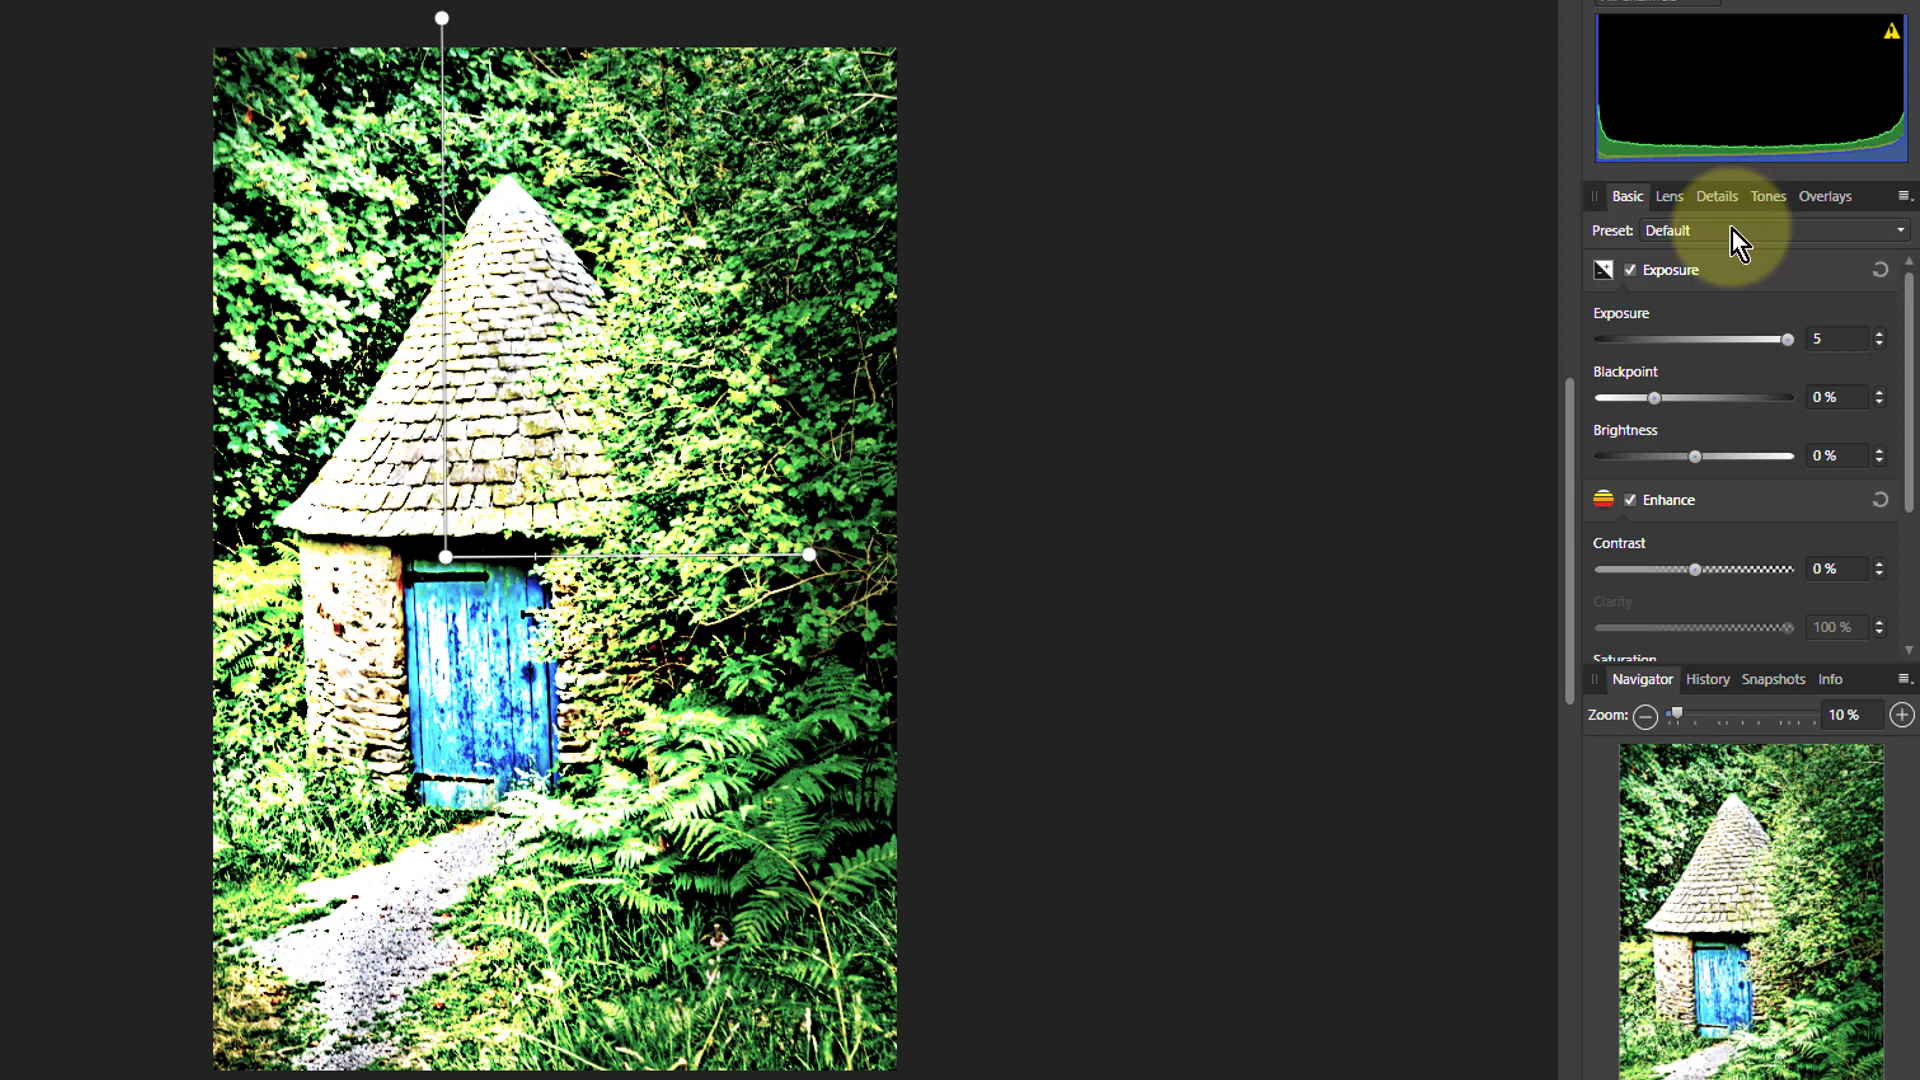 Basic Lens Details Tones Overlays
Preset: Default
Exposure
Exposure
5
Blackpoint
0 %
Brightness
0 %
Enhance
Contrast
0 %
Clarity
100 %
Saturation
Navigator History Snapshots Info
Zoom: 10 %